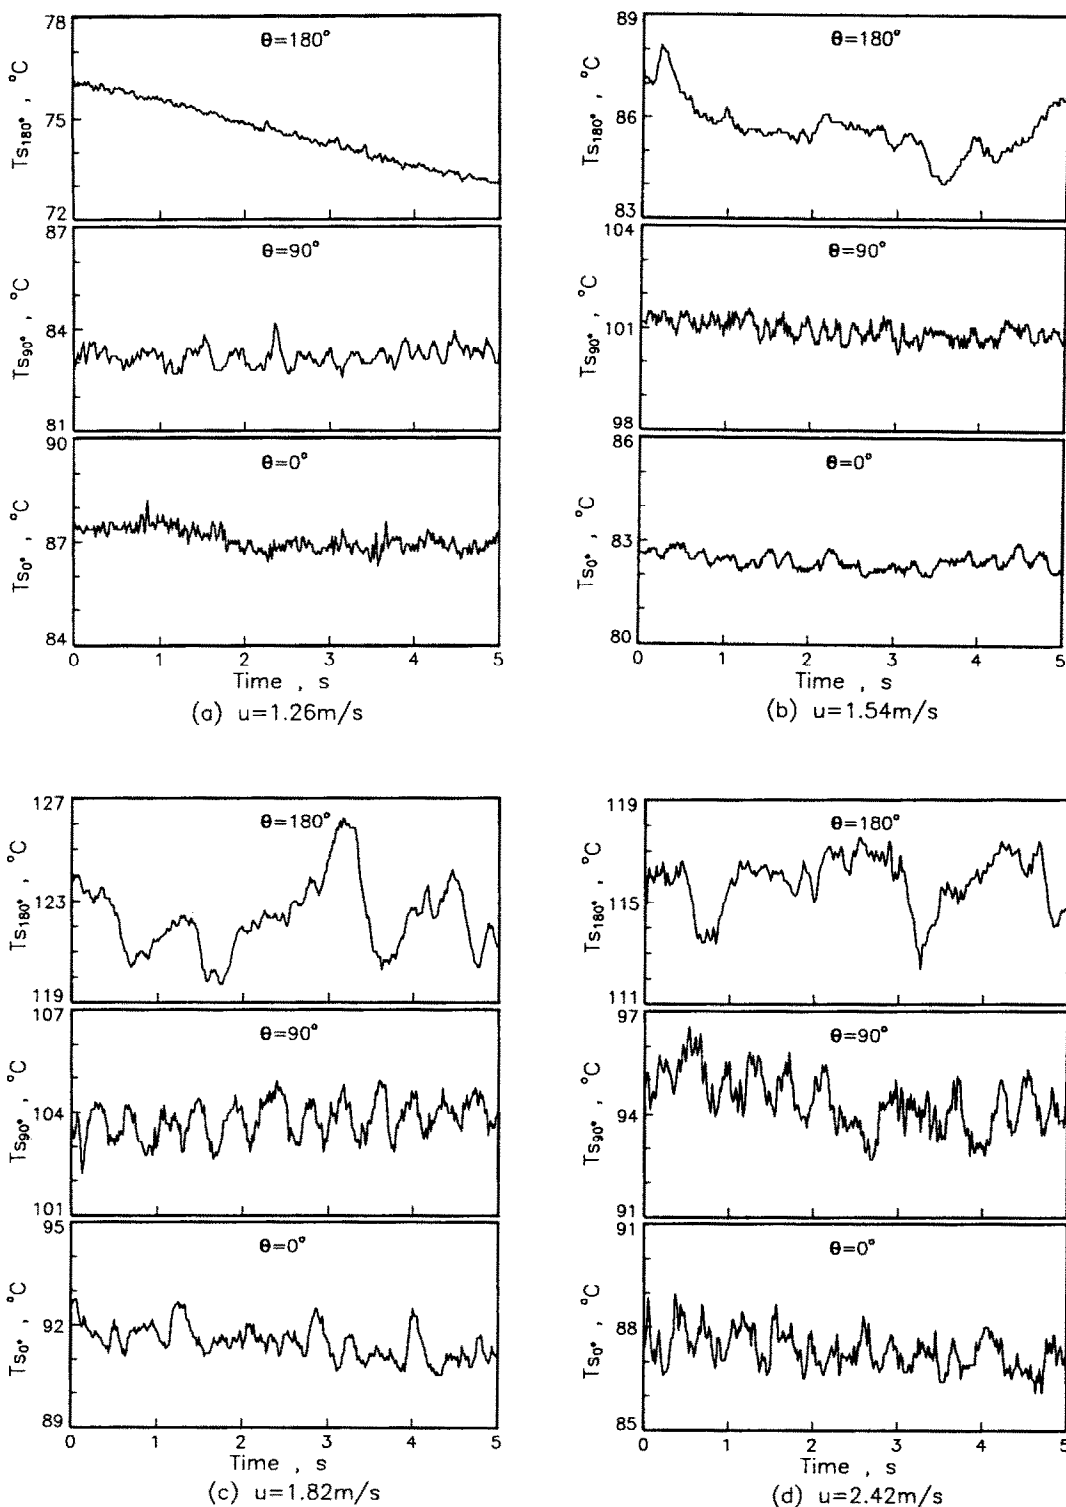 78
θ=180°
Ts180° , °C
75
72
87
θ=90°
Ts90° , °C
84
81
90
θ=0°
Ts0° , °C
87
84
0 1 2 3 4 5
Time , s
(a) u=1.26m/s
89
θ=180°
Ts180° , °C
86
83
104
θ=90°
Ts90° , °C
101
98
86
θ=0°
Ts0° , °C
83
80
0 1 2 3 4 5
Time , s
(b) u=1.54m/s
127
θ=180°
Ts180° , °C
123
119
107
θ=90°
Ts90° , °C
104
101
95
θ=0°
Ts0° , °C
92
89
0 1 2 3 4 5
Time , s
(c) u=1.82m/s
119
θ=180°
Ts180° , °C
115
111
97
θ=90°
Ts90° , °C
94
91
91
θ=0°
Ts0° , °C
88
85
0 1 2 3 4 5
Time , s
(d) u=2.42m/s